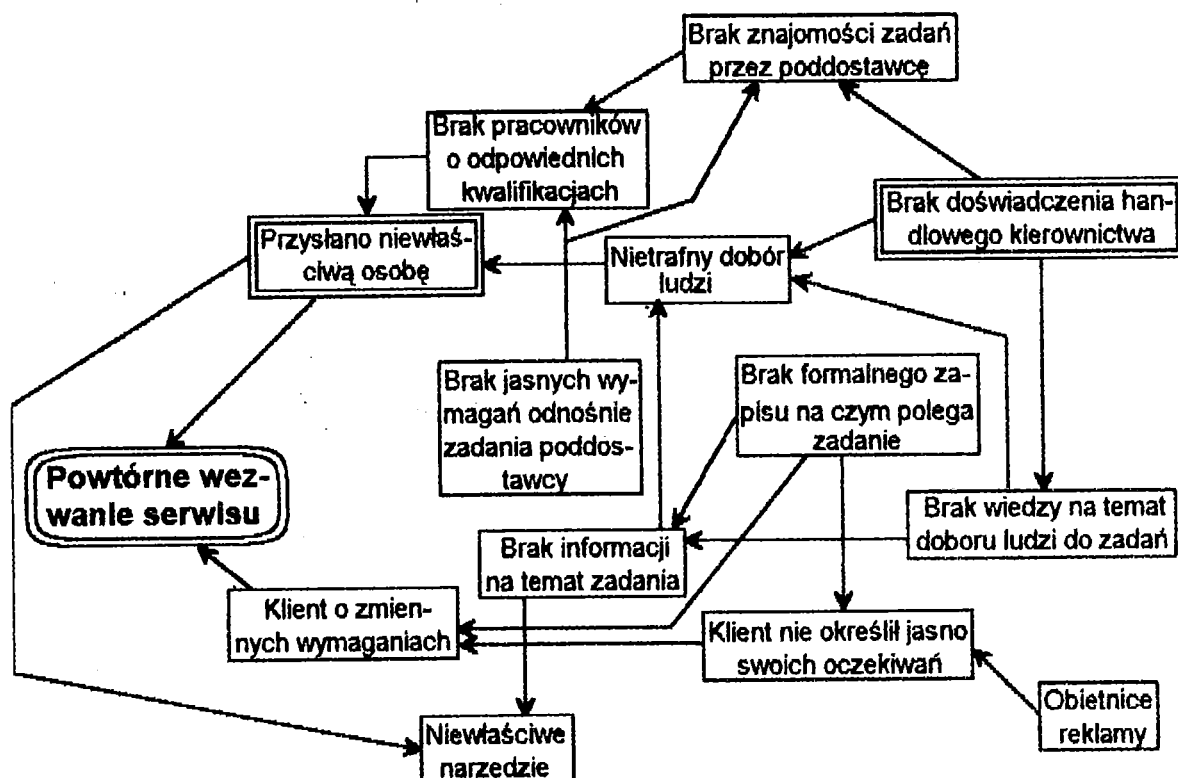 Brak znajomości zadań
przez poddostawcę
Brak pracowników
o odpowiednich
kwalifikacjach
Brak doświadczenia han-
dlowego kierownictwa
Przysłano niewłaś-
ciwą osobę
Nietrafny dobór
ludzi
Brak jasnych wy-
magań odnośnie
zadania poddos-
tawcy
Brak formalnego za-
pisu na czym polega
zadanie
Powtórne wez-
wanie serwisu
Brak wiedzy na temat
doboru ludzi do zadań
Brak informacji
na temat zadania
Klient o zmien-
nych wymaganiach
Klient nie określił jasno
swoich oczekiwań
Obietnice
reklamy
Niewłaściwe
narzędzie